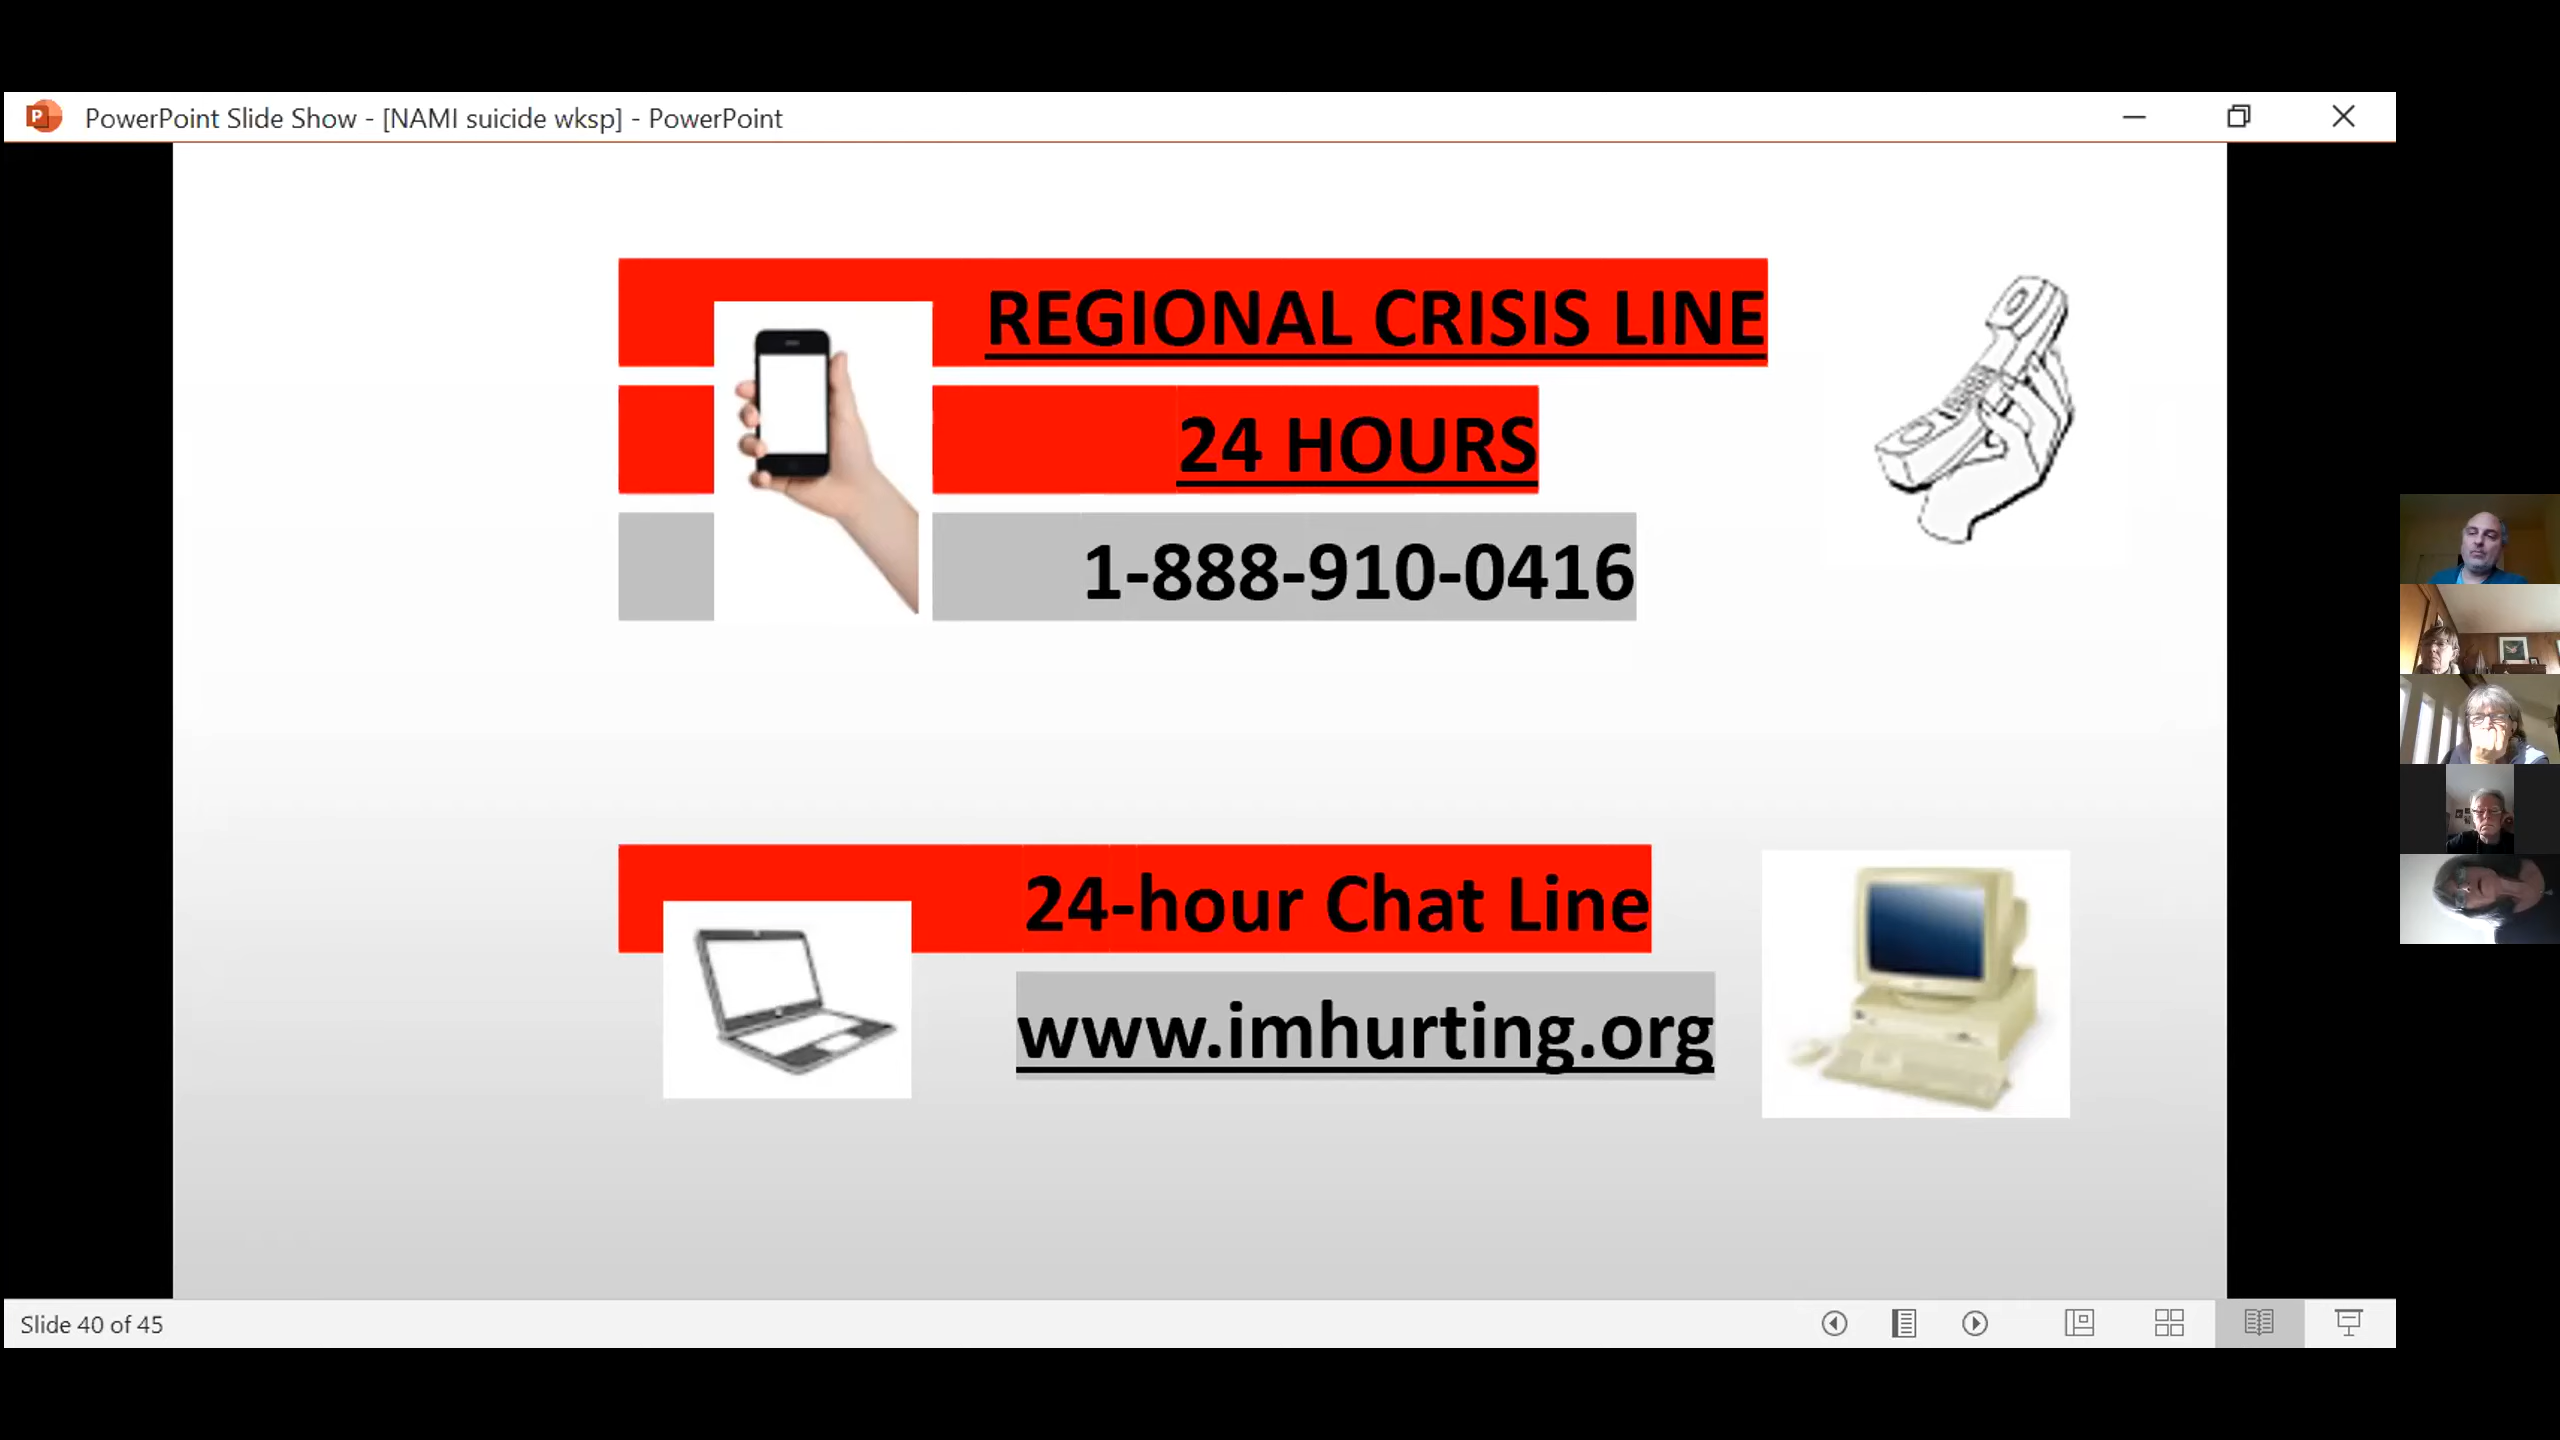 PowerPoint Slide Show - [NAMI suicide wksp] - PowerPoint
REGIONAL CRISIS LINE
24 HOURS
1-888-910-0416
24-hour Chat Line
www.imhurting.org
Slide 40 of 45